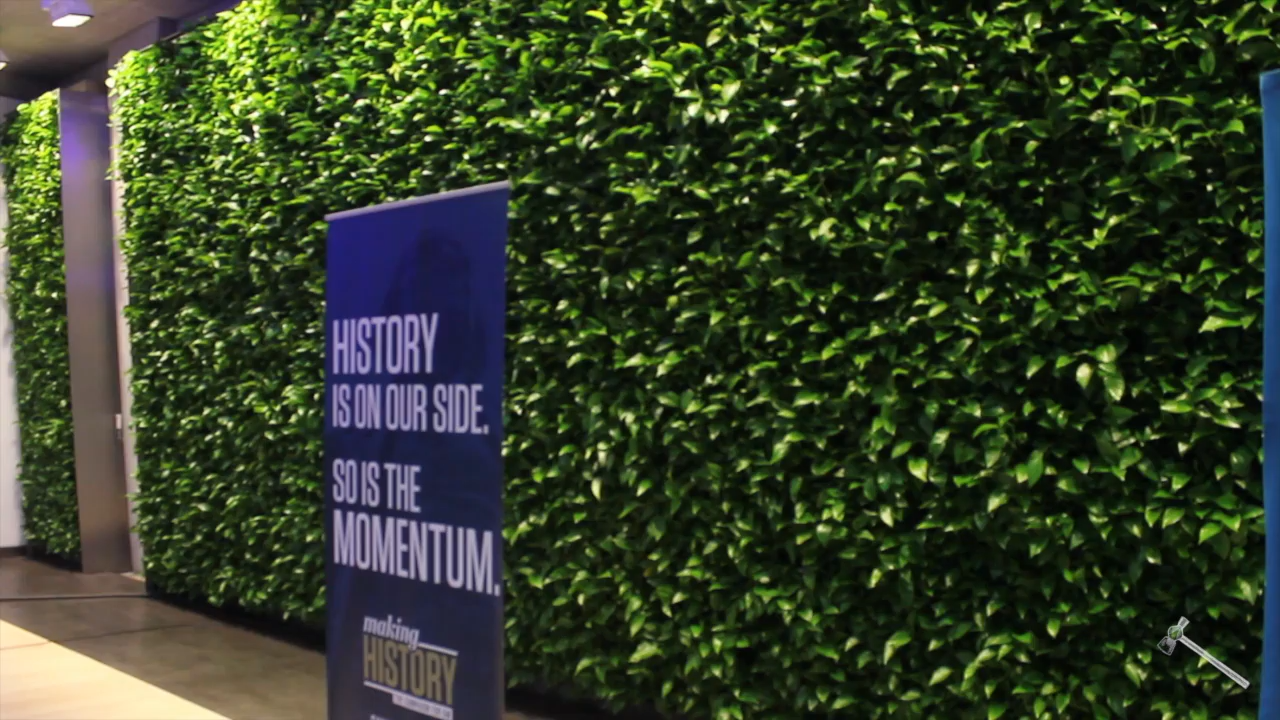 HISTORY
IS ON OUR SIDE.
SO IS THE
MOMENTUM.
making
HISTORY